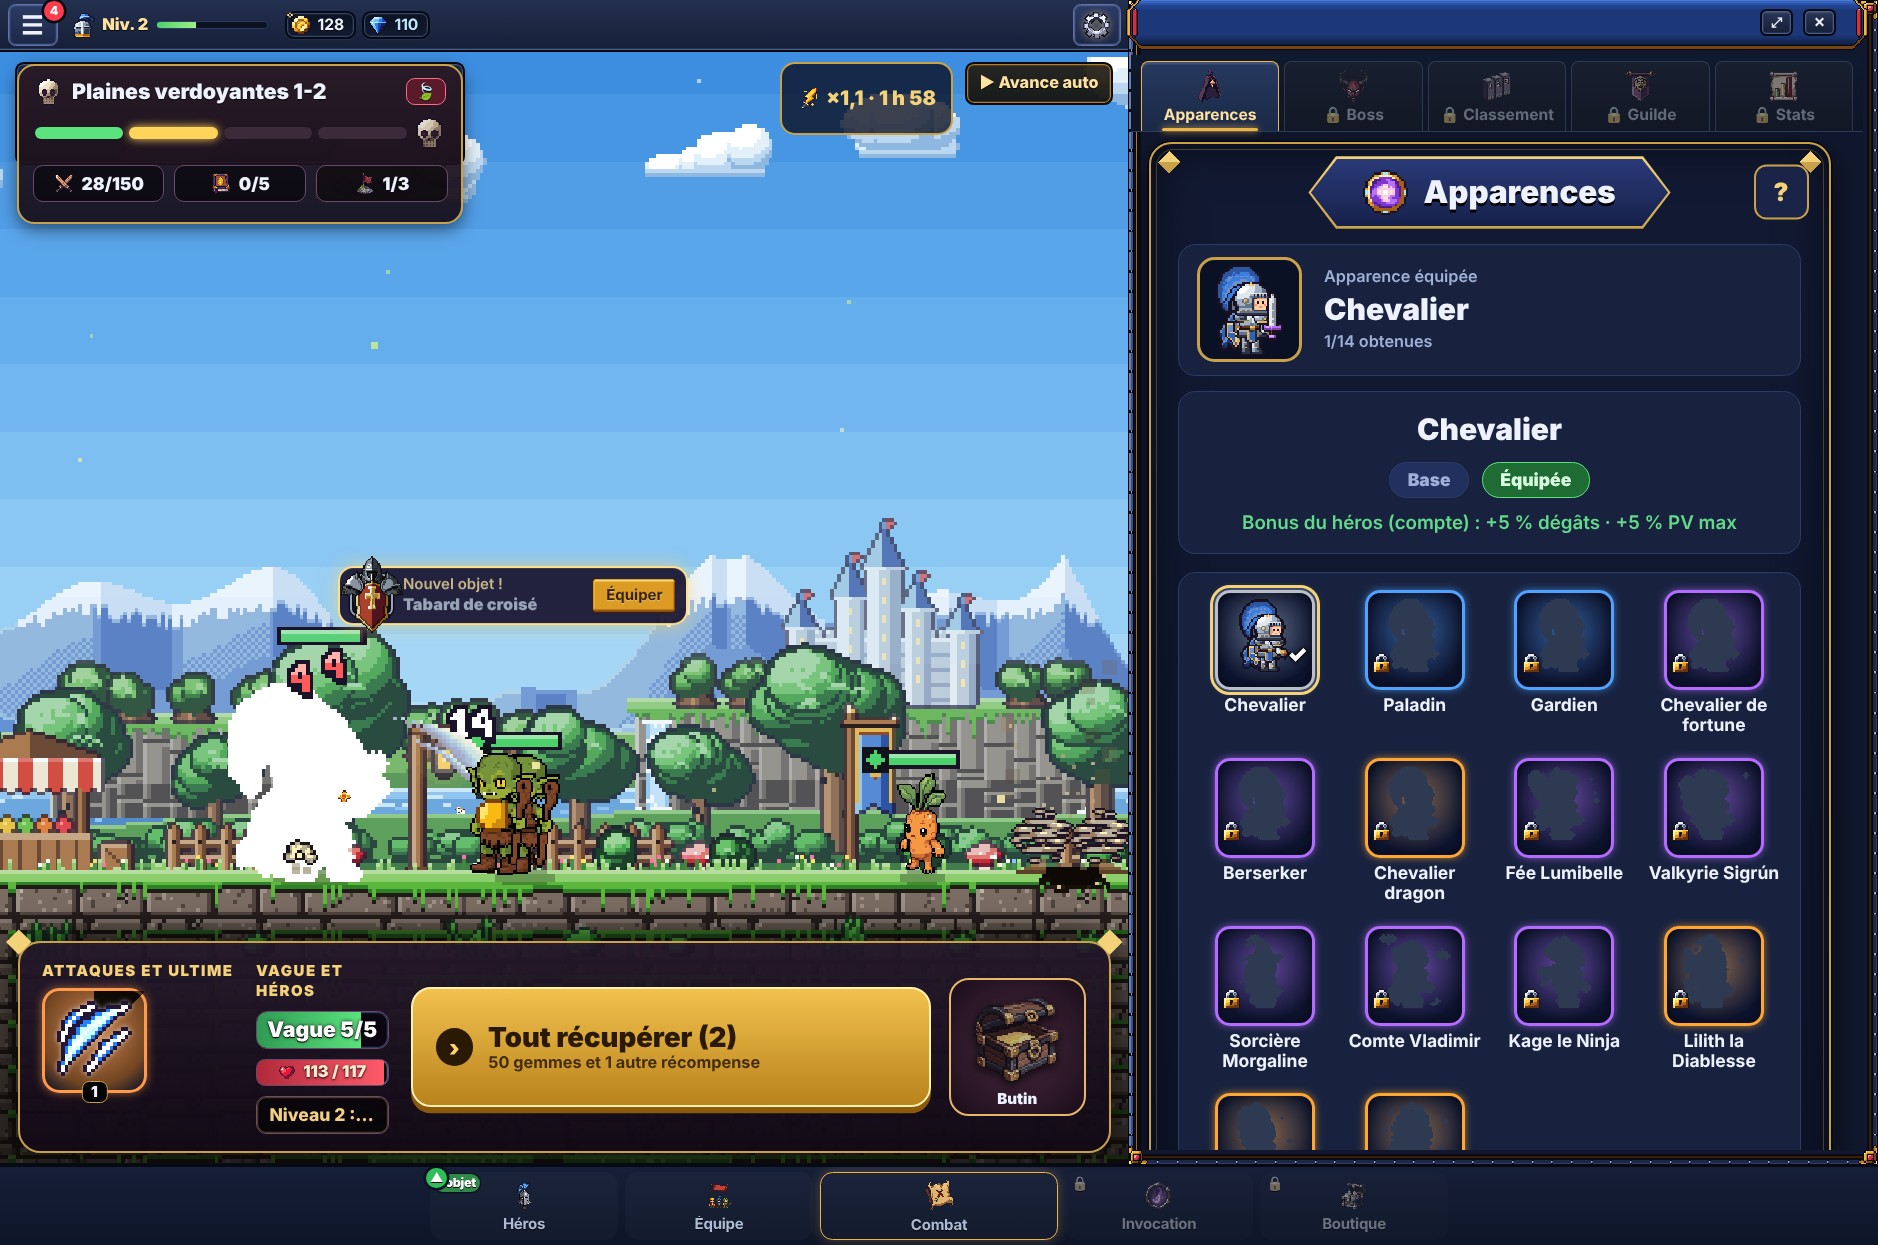 4
Niv. 2
128
110
Plaines verdoyantes 1-2
28/150
0/5
1/3
×1,1 · 1 h 58
Avance auto
Nouvel objet !
Tabard de croisé
Équiper
4
4
14
ATTAQUES ET ULTIME
1
VAGUE ET
HÉROS
Vague 5/5
113 / 117
Niveau 2 :...
Tout récupérer (2)
50 gemmes et 1 autre récompense
Butin
objet
Héros
Équipe
Combat
Invocation
Boutique
Apparences
Boss
Classement
Guilde
Stats
Apparences
?
Apparence équipée
Chevalier
1/14 obtenues
Chevalier
Base
Équipée
Bonus du héros (compte) : +5 % dégâts · +5 % PV max
Chevalier
Paladin
Gardien
Chevalier de
fortune
Berserker
Chevalier
dragon
Fée Lumibelle
Valkyrie Sigrún
Sorcière
Morgaline
Comte Vladimir
Kage le Ninja
Lilith la
Diablesse